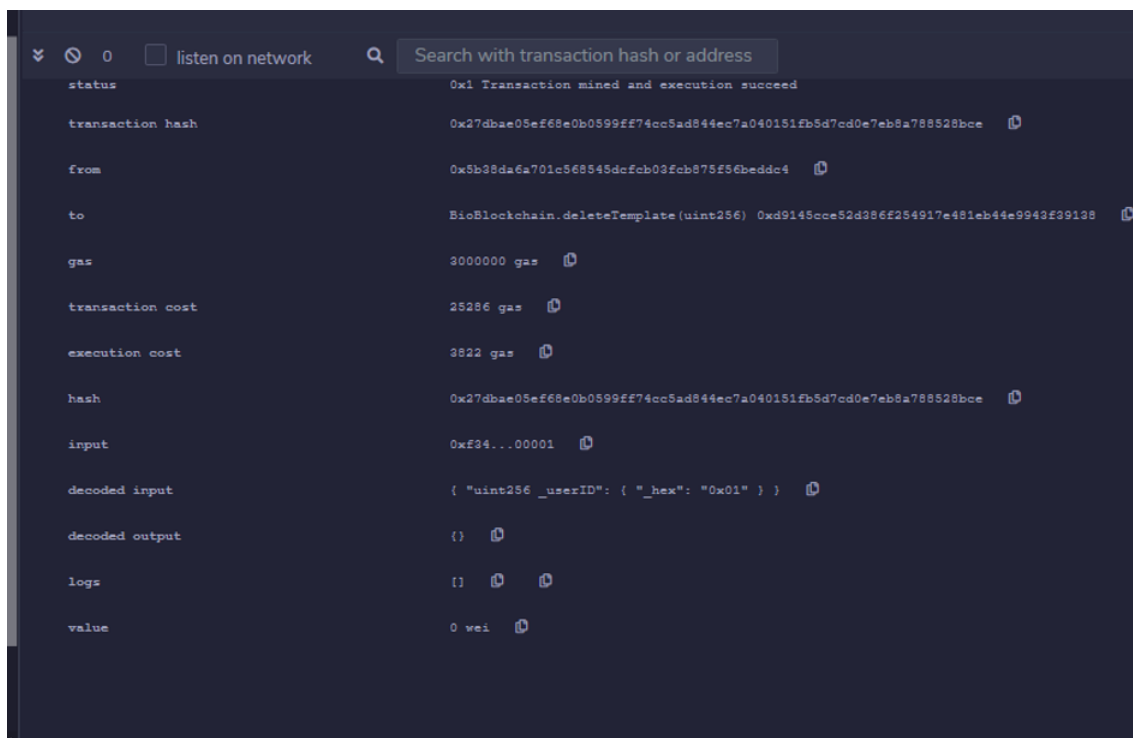 0 listen on network Search with transaction hash or address
status 0x1 Transaction mined and execution succeed
transaction hash 0x27dbae05ef68e0b0599ff74cc5ad844ec7a040151fb5d7cd0e7eb8a788528bce
from 0x5b38da6a701c568545dcfcb03fcb875f56beddc4
to BioBlockchain.deleteTemplate(uint256) 0xd9145cce52d386f254917e481eb44e9943f39138
gas 3000000 gas
transaction cost 25286 gas
execution cost 3822 gas
hash 0x27dbae05ef68e0b0599ff74cc5ad844ec7a040151fb5d7cd0e7eb8a788528bce
input 0xf34...00001
decoded input { "uint256 _userID": { "_hex": "0x01" } }
decoded output {}
logs []
value 0 wei